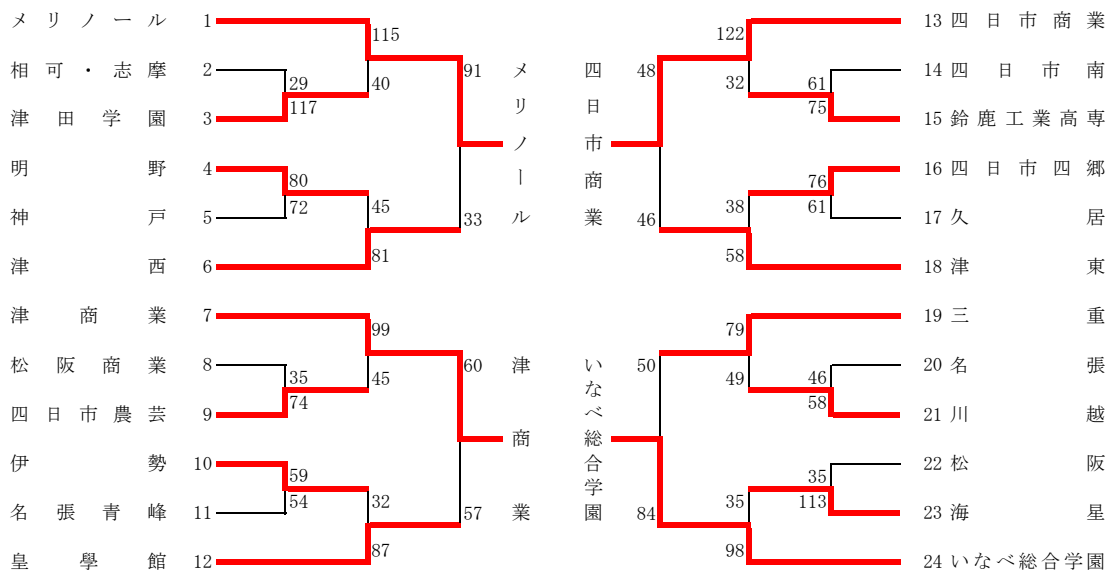 メリノール 1
相可・志摩 2
津田学園 3
明野 4
神戸 5
津西 6
津商業 7
松阪商業 8
四日市農芸 9
伊勢 10
名張青峰 11
皇學館 12
115
40
29
117
80
72
45
81
91
33
メリノール
99
45
35
74
59
54
32
87
60
57
津商業
四日市商業
48
46
122
32
61
75
76
61
38
58
いなべ総合学園
50
84
79
49
46
58
35
113
35
98
13 四日市商業
14 四日市南
15 鈴鹿工業高専
16 四日市四郷
17 久居
18 津東
19 三重
20 名張
21 川越
22 松阪
23 海星
24 いなべ総合学園